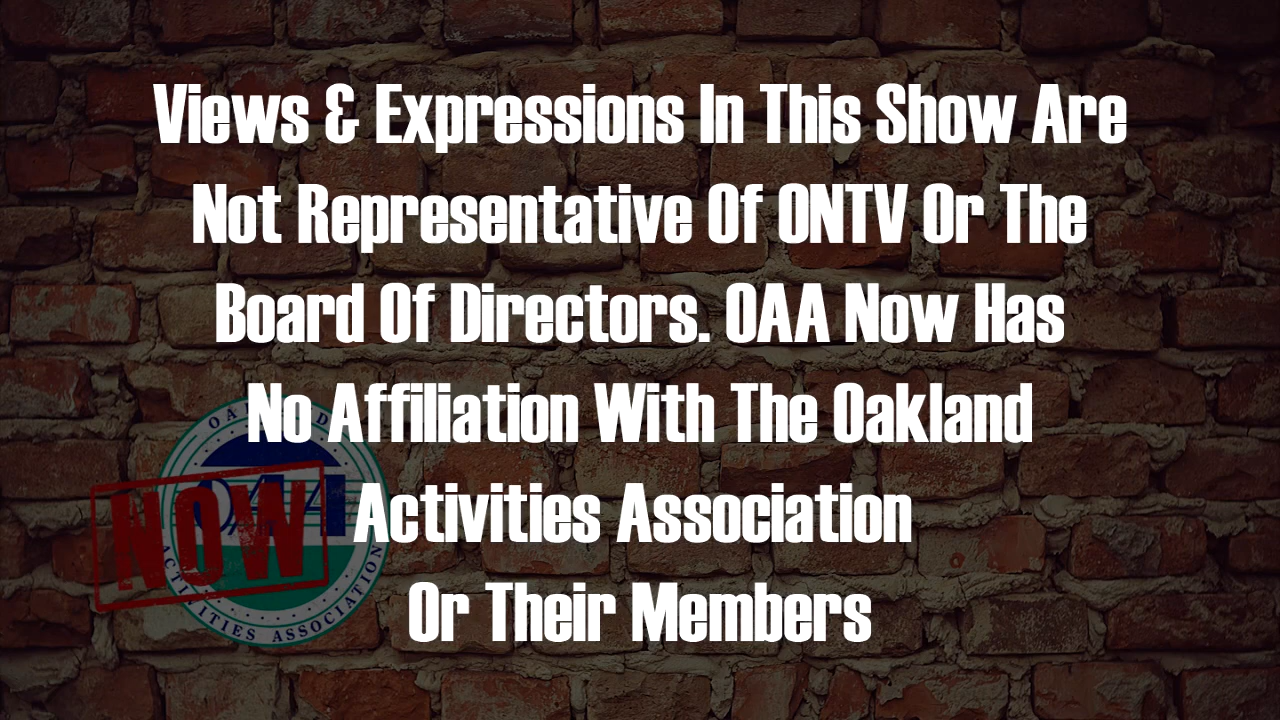 Views & Expressions In This Show Are
Not Representative Of ONTV Or The
Board Of Directors. OAA Now Has
No Affiliation With The Oakland
Activities Association
Or Their Members
OAA
NOW
ACTIVITIES ASSOCIATION